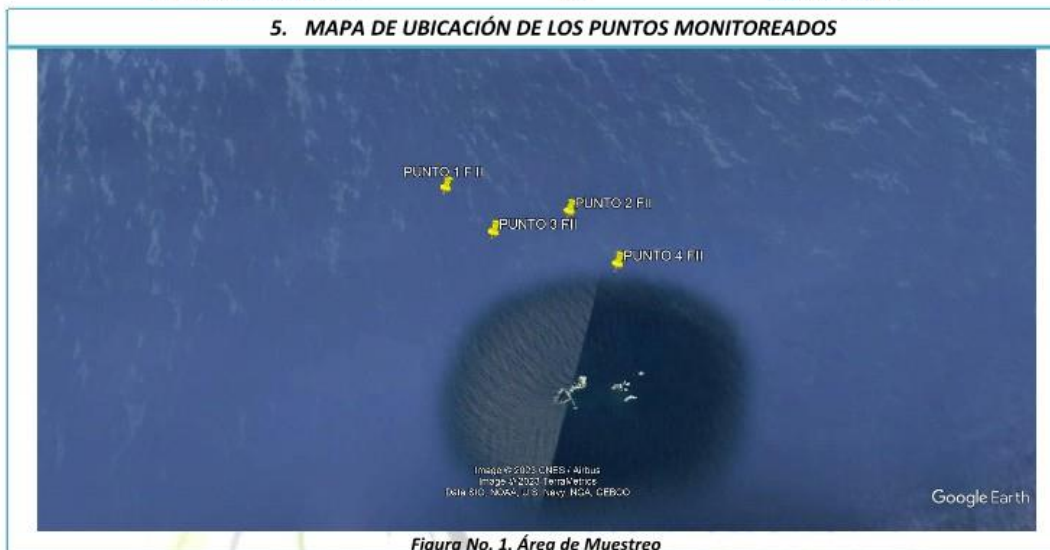 5. MAPA DE UBICACIÓN DE LOS PUNTOS MONITOREADOS
PUNTO 1 FII
PUNTO 2 FII
PUNTO 3 FII
PUNTO 4 FII
Image © 2023 CNES / Airbus
Image © 2023 TerraMetrics
Data SIO, NOAA, U.S. Navy, NGA, GEBCO
Google Earth
Figura No. 1. Área de Muestreo